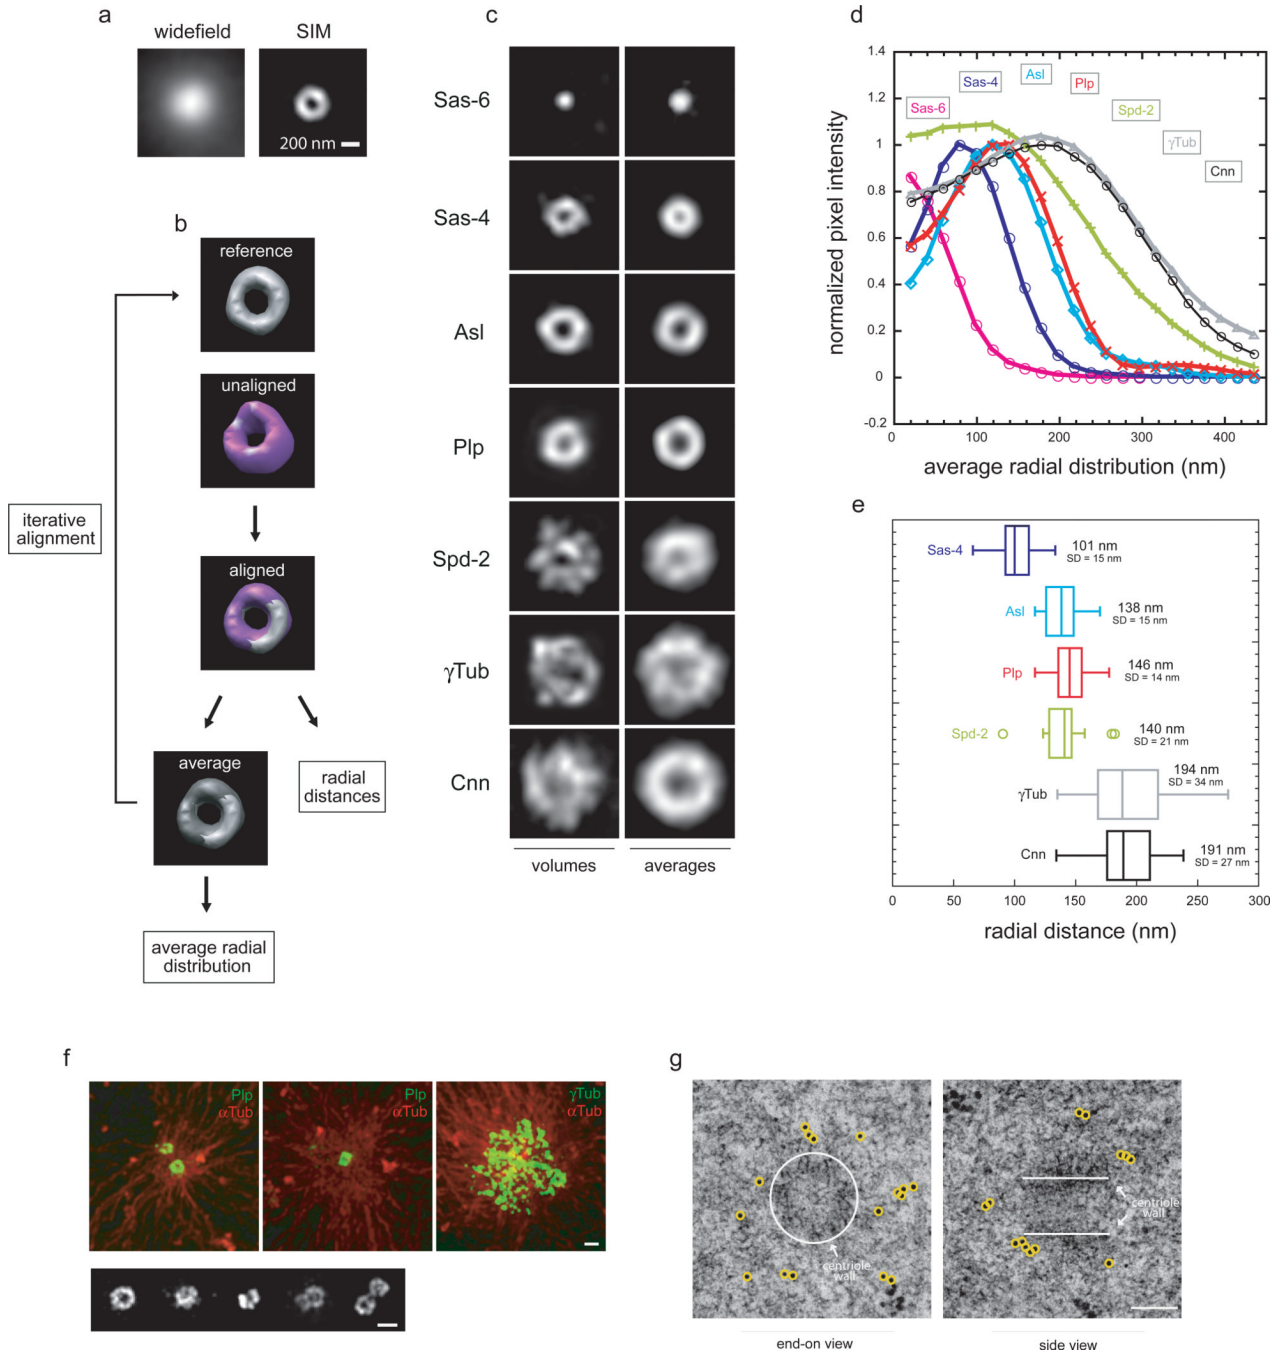 a
widefield
SIM
200 nm
b
reference
unaligned
iterative
alignment
aligned
average
radial
distances
average radial
distribution
c
Sas-6
Sas-4
Asl
Plp
Spd-2
γTub
Cnn
volumes
averages
d
1.4
1.2
1
0.8
0.6
0.4
0.2
0
-0.2
normalized pixel intensity
Sas-6
Sas-4
Asl
Plp
Spd-2
γTub
Cnn
0
100
200
300
400
average radial distribution (nm)
e
Sas-4
101 nm
SD = 15 nm
Asl
138 nm
SD = 15 nm
Plp
146 nm
SD = 14 nm
Spd-2
140 nm
SD = 21 nm
γTub
194 nm
SD = 34 nm
Cnn
191 nm
SD = 27 nm
0
50
100
150
200
250
300
radial distance (nm)
f
Plp
αTub
Plp
αTub
γTub
αTub
g
centriole
wall
centriole
wall
end-on view
side view